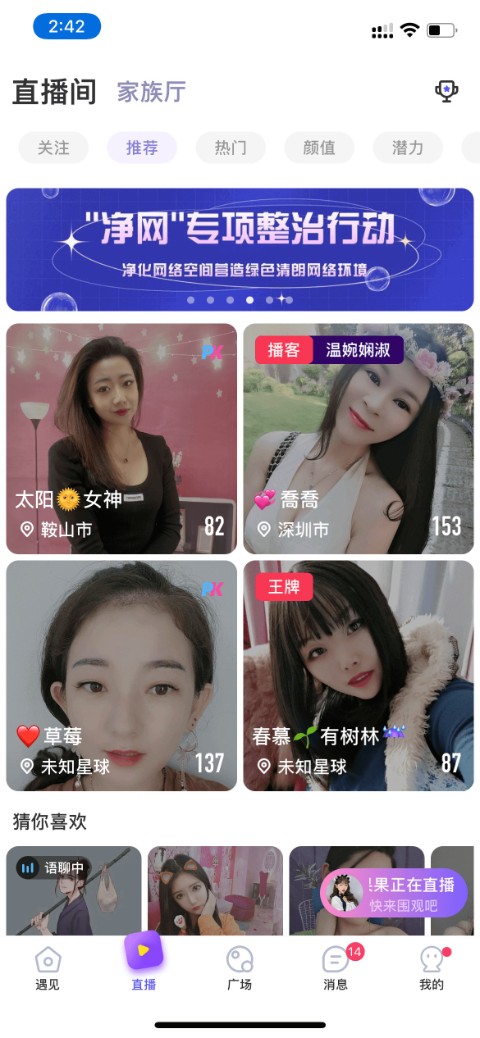 2:42
直播间 家族厅
关注 推荐 热门 颜值 潜力
"净网"专项整治行动
净化网络空间营造绿色清朗网络环境
PK
播客 温婉娴淑
太阳🌞女神
鞍山市 82
💞喬喬
深圳市 153
PK
王牌
❤️草莓
未知星球 137
春慕🌱有树林
未知星球 87
猜你喜欢
语聊中
果正在直播
快来围观吧
14
遇见 直播 广场 消息 我的